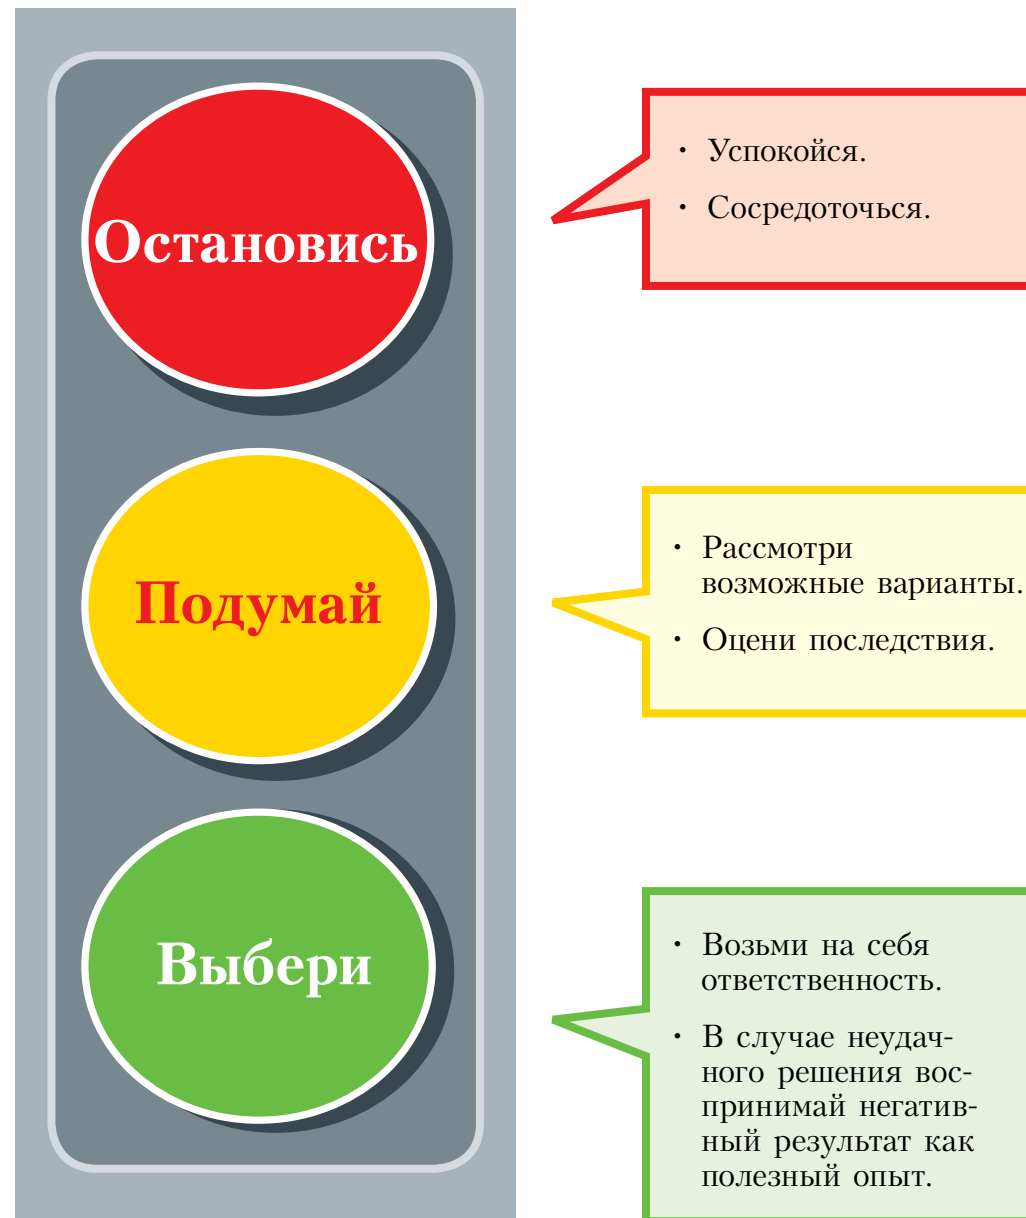 Остановись
• Успокойся.
• Сосредоточься.
Подумай
• Рассмотри
возможные варианты.
• Оцени последствия.
Выбери
• Возьми на себя
ответственность.
• В случае неудач-
ного решения вос-
принимай негатив-
ный результат как
полезный опыт.